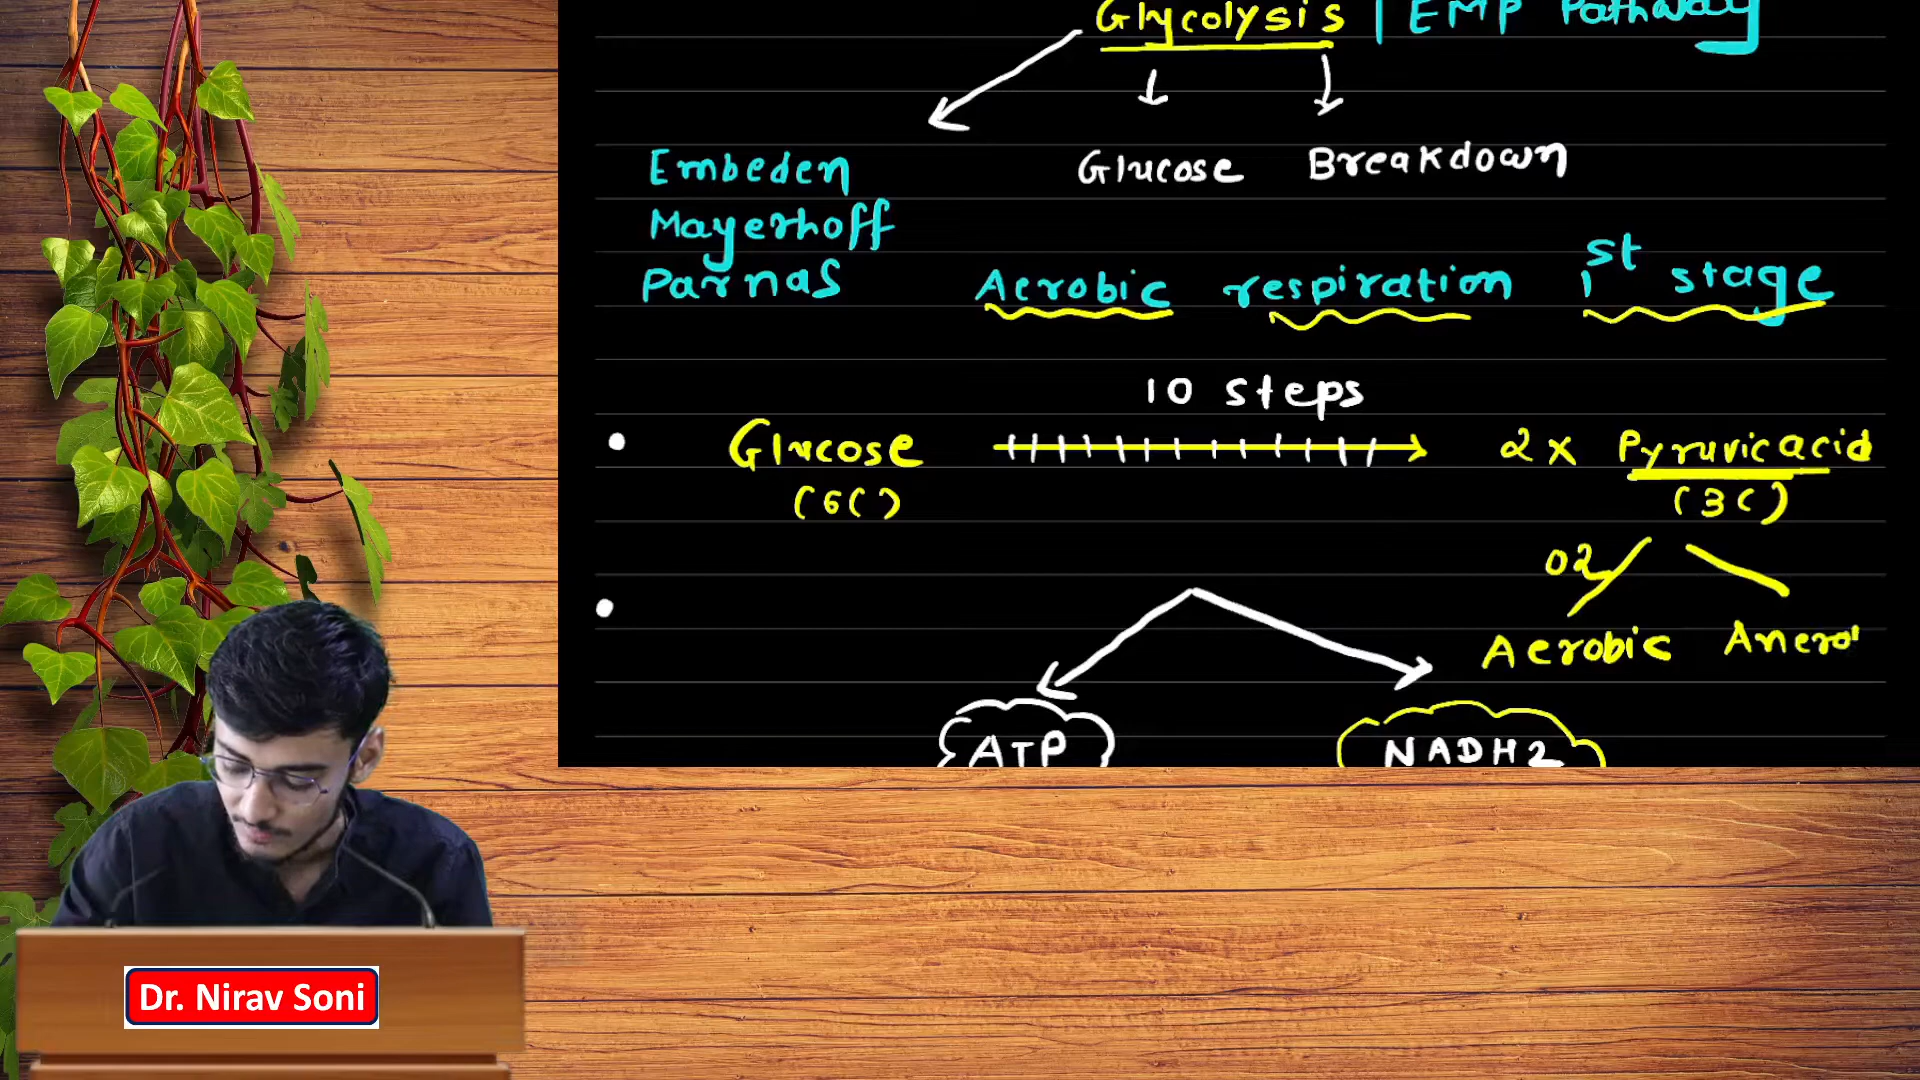 Glycolysis | EMP Pathway
Glucose Breakdown
Embeden
Mayerhoff
Parnas
Aerobic respiration 1st stage
10 steps
Glucose 2x Pyruvic acid
(6C) (3C)
O2
Aerobic Anero
ATP NADH2
Dr. Nirav Soni